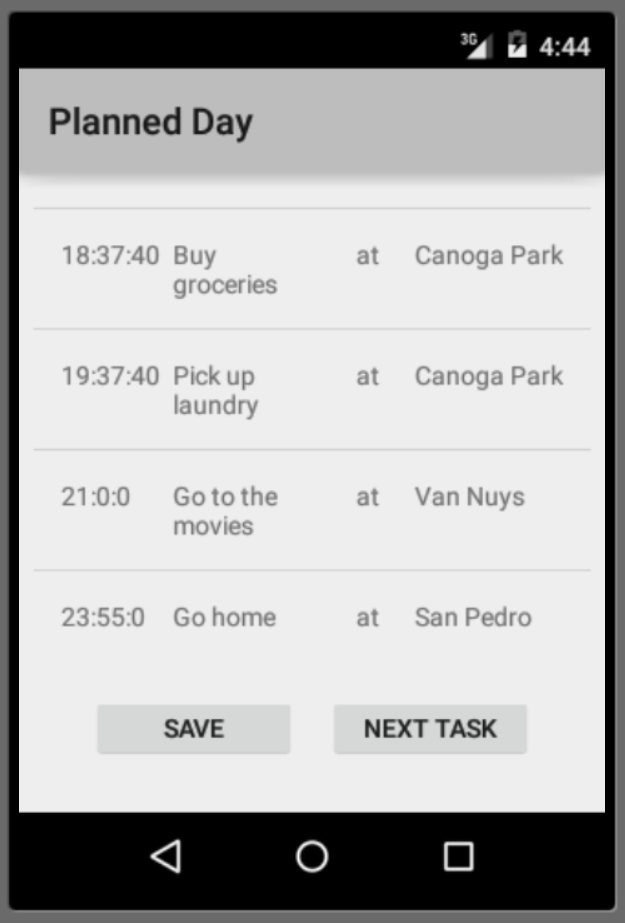 3G 4:44
Planned Day
18:37:40 Buy at Canoga Park
groceries
19:37:40 Pick up at Canoga Park
laundry
21:0:0 Go to the at Van Nuys
movies
23:55:0 Go home at San Pedro
SAVE NEXT TASK